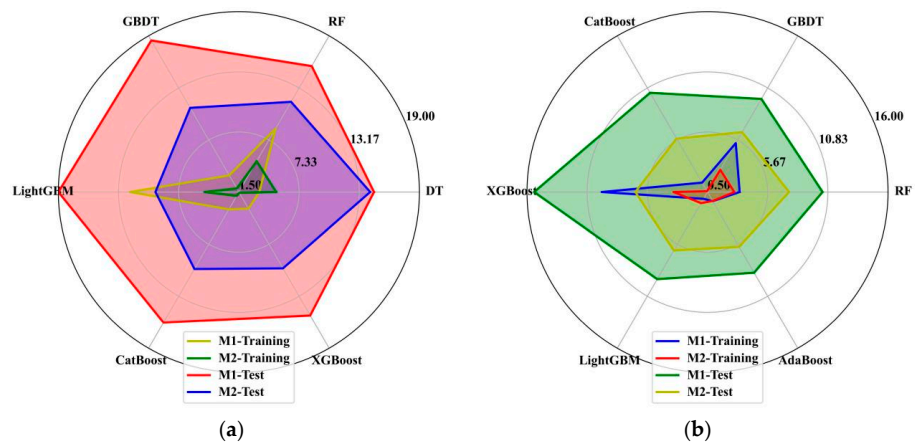 GBDT
RF
19.00
13.17
7.33
1.50
LightGBM
DT
CatBoost
XGBoost
M1-Training
M2-Training
M1-Test
M2-Test
(a)
CatBoost
GBDT
16.00
10.83
5.67
0.50
XGBoost
RF
LightGBM
AdaBoost
M1-Training
M2-Training
M1-Test
M2-Test
(b)